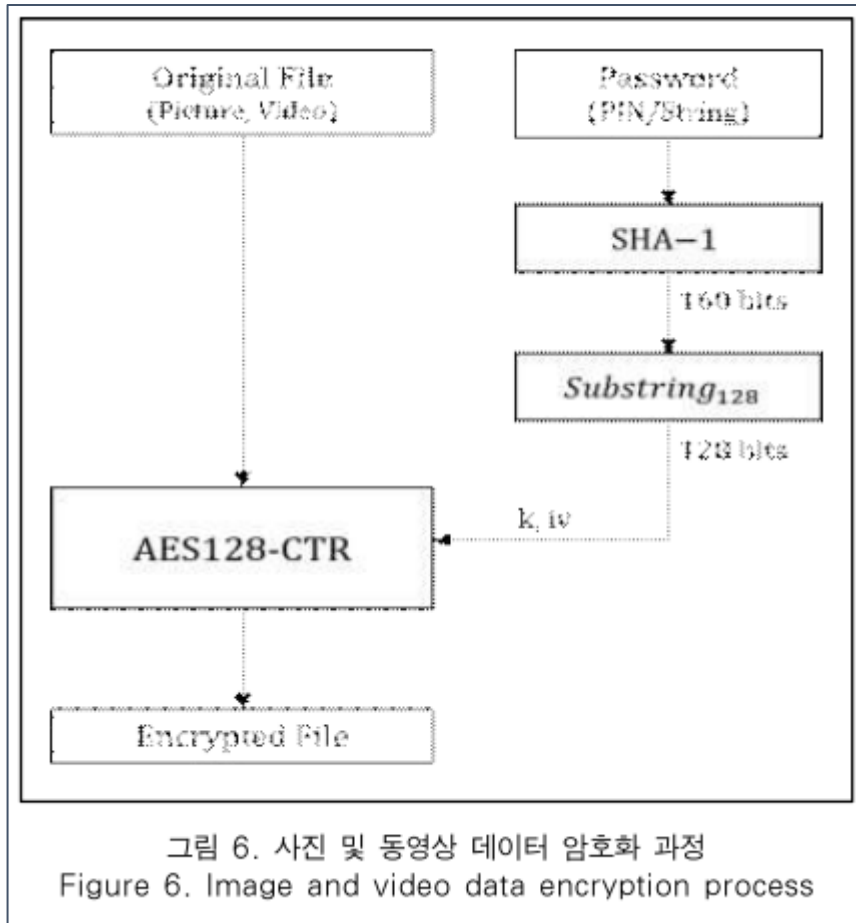 Original File
(Picture, Video)
Password
(PIN/String)
SHA-1
160 bits
Substring128
128 bits
k, iv
AES128-CTR
Encrypted File
그림 6. 사진 및 동영상 데이터 암호화 과정
Figure 6. Image and video data encryption process